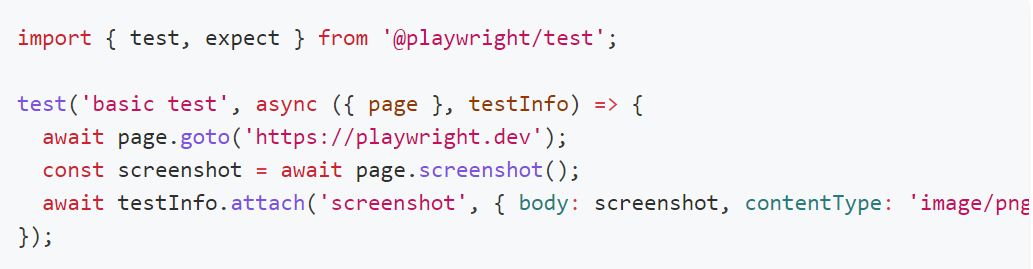 import { test, expect } from '@playwright/test';
test('basic test', async ({ page }, testInfo) => {
await page.goto('https://playwright.dev');
const screenshot = await page.screenshot();
await testInfo.attach('screenshot', { body: screenshot, contentType: 'image/png
});